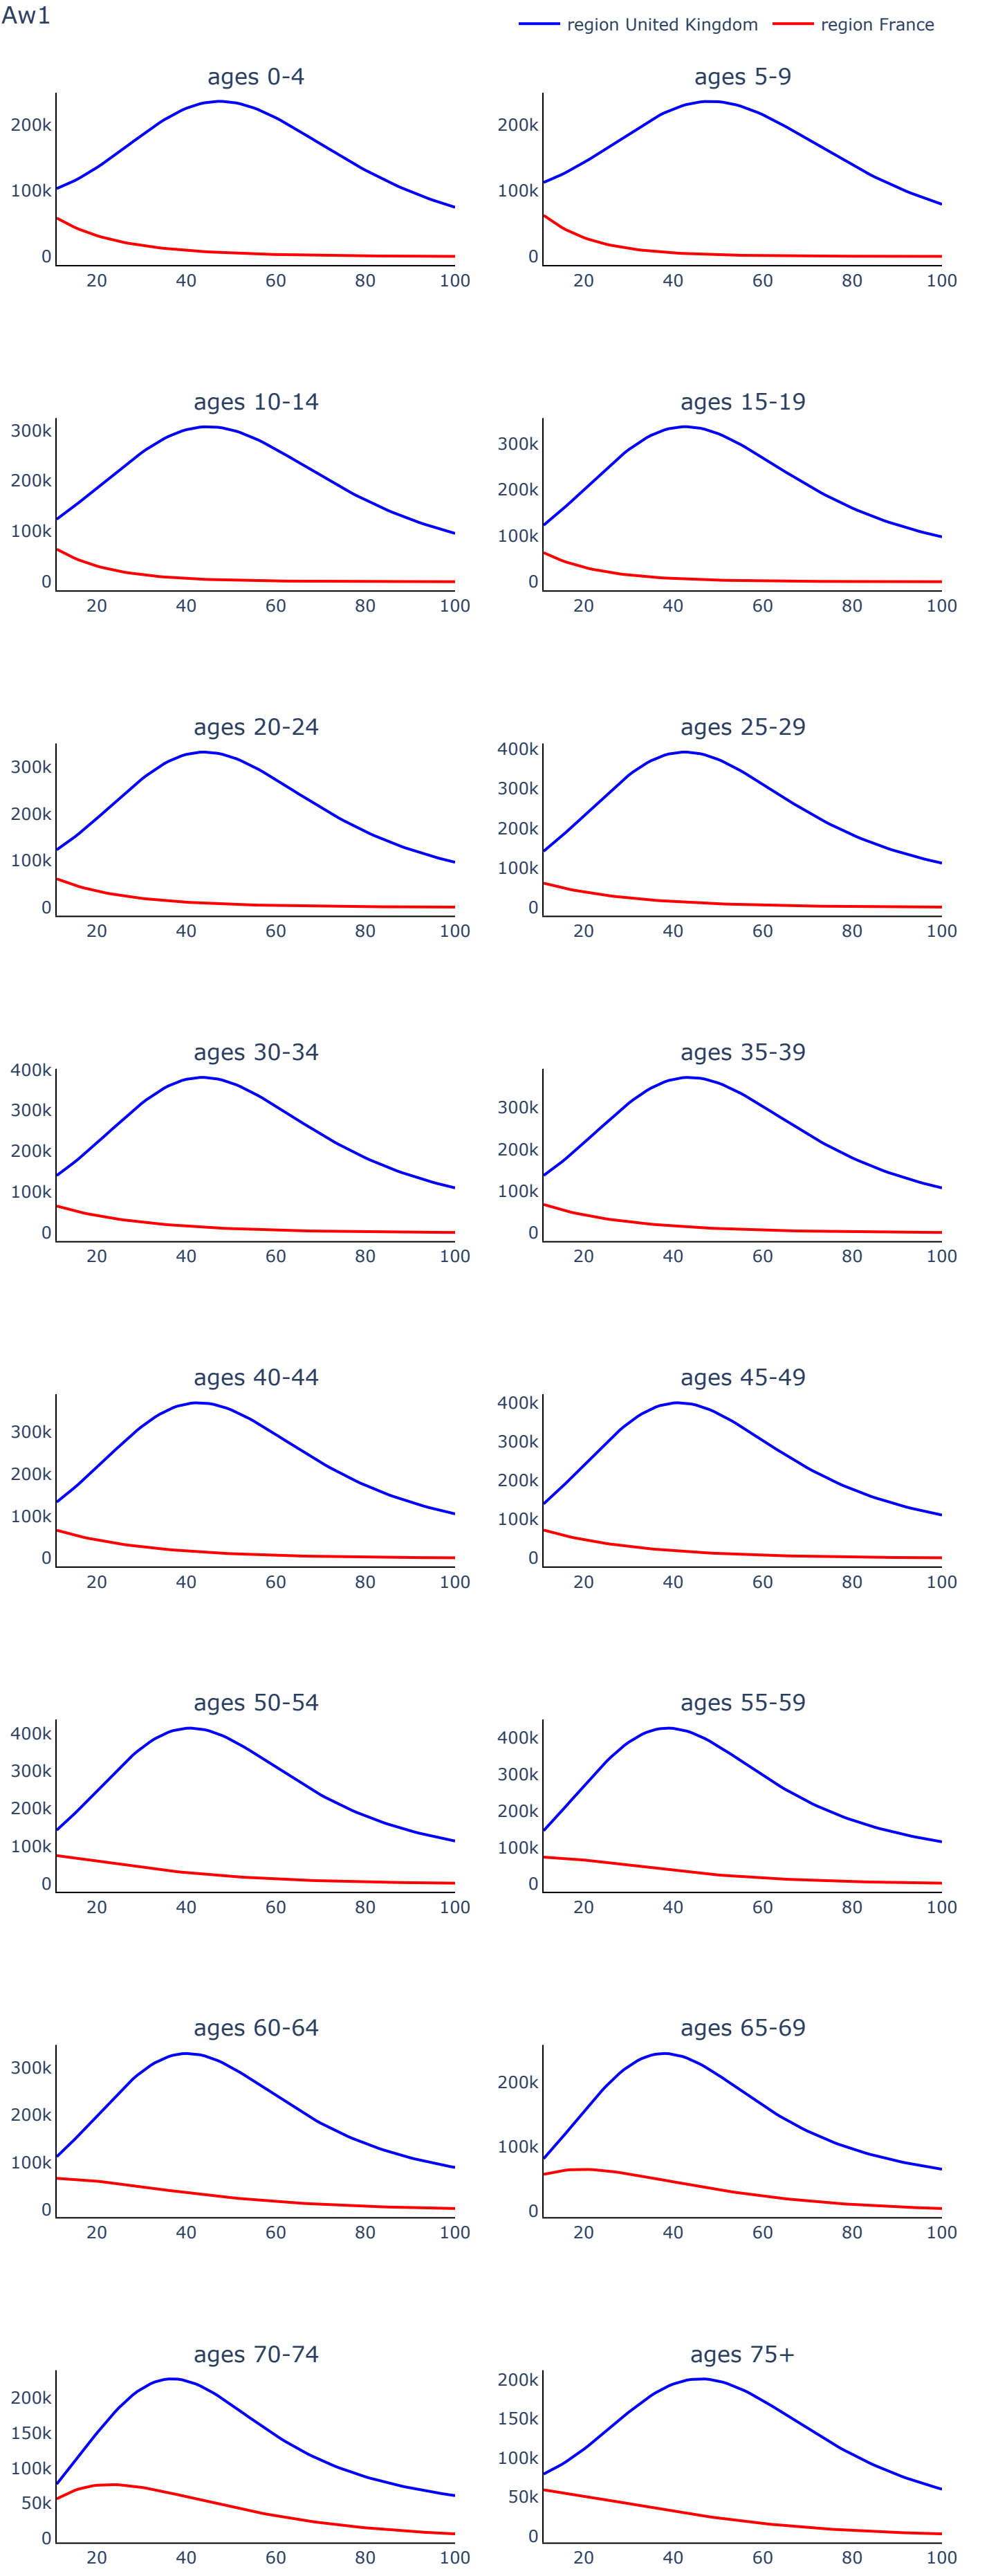 Aw1
region United Kingdom region France
ages 0-4 ages 5-9
200k 200k
100k 100k
0 0
20 40 60 80 100 20 40 60 80 100
ages 10-14 ages 15-19
300k 300k
200k 200k
100k 100k
0 0
20 40 60 80 100 20 40 60 80 100
ages 20-24 ages 25-29
400k
300k 300k
200k 200k
100k 100k
0 0
20 40 60 80 100 20 40 60 80 100
ages 30-34 ages 35-39
400k
300k 300k
200k 200k
100k 100k
0 0
20 40 60 80 100 20 40 60 80 100
ages 40-44 ages 45-49
400k
300k 300k
200k 200k
100k 100k
0 0
20 40 60 80 100 20 40 60 80 100
ages 50-54 ages 55-59
400k 400k
300k 300k
200k 200k
100k 100k
0 0
20 40 60 80 100 20 40 60 80 100
ages 60-64 ages 65-69
300k
200k 200k
100k 100k
0 0
20 40 60 80 100 20 40 60 80 100
ages 70-74 ages 75+
200k 200k
150k 150k
100k 100k
50k 50k
0 0
20 40 60 80 100 20 40 60 80 100